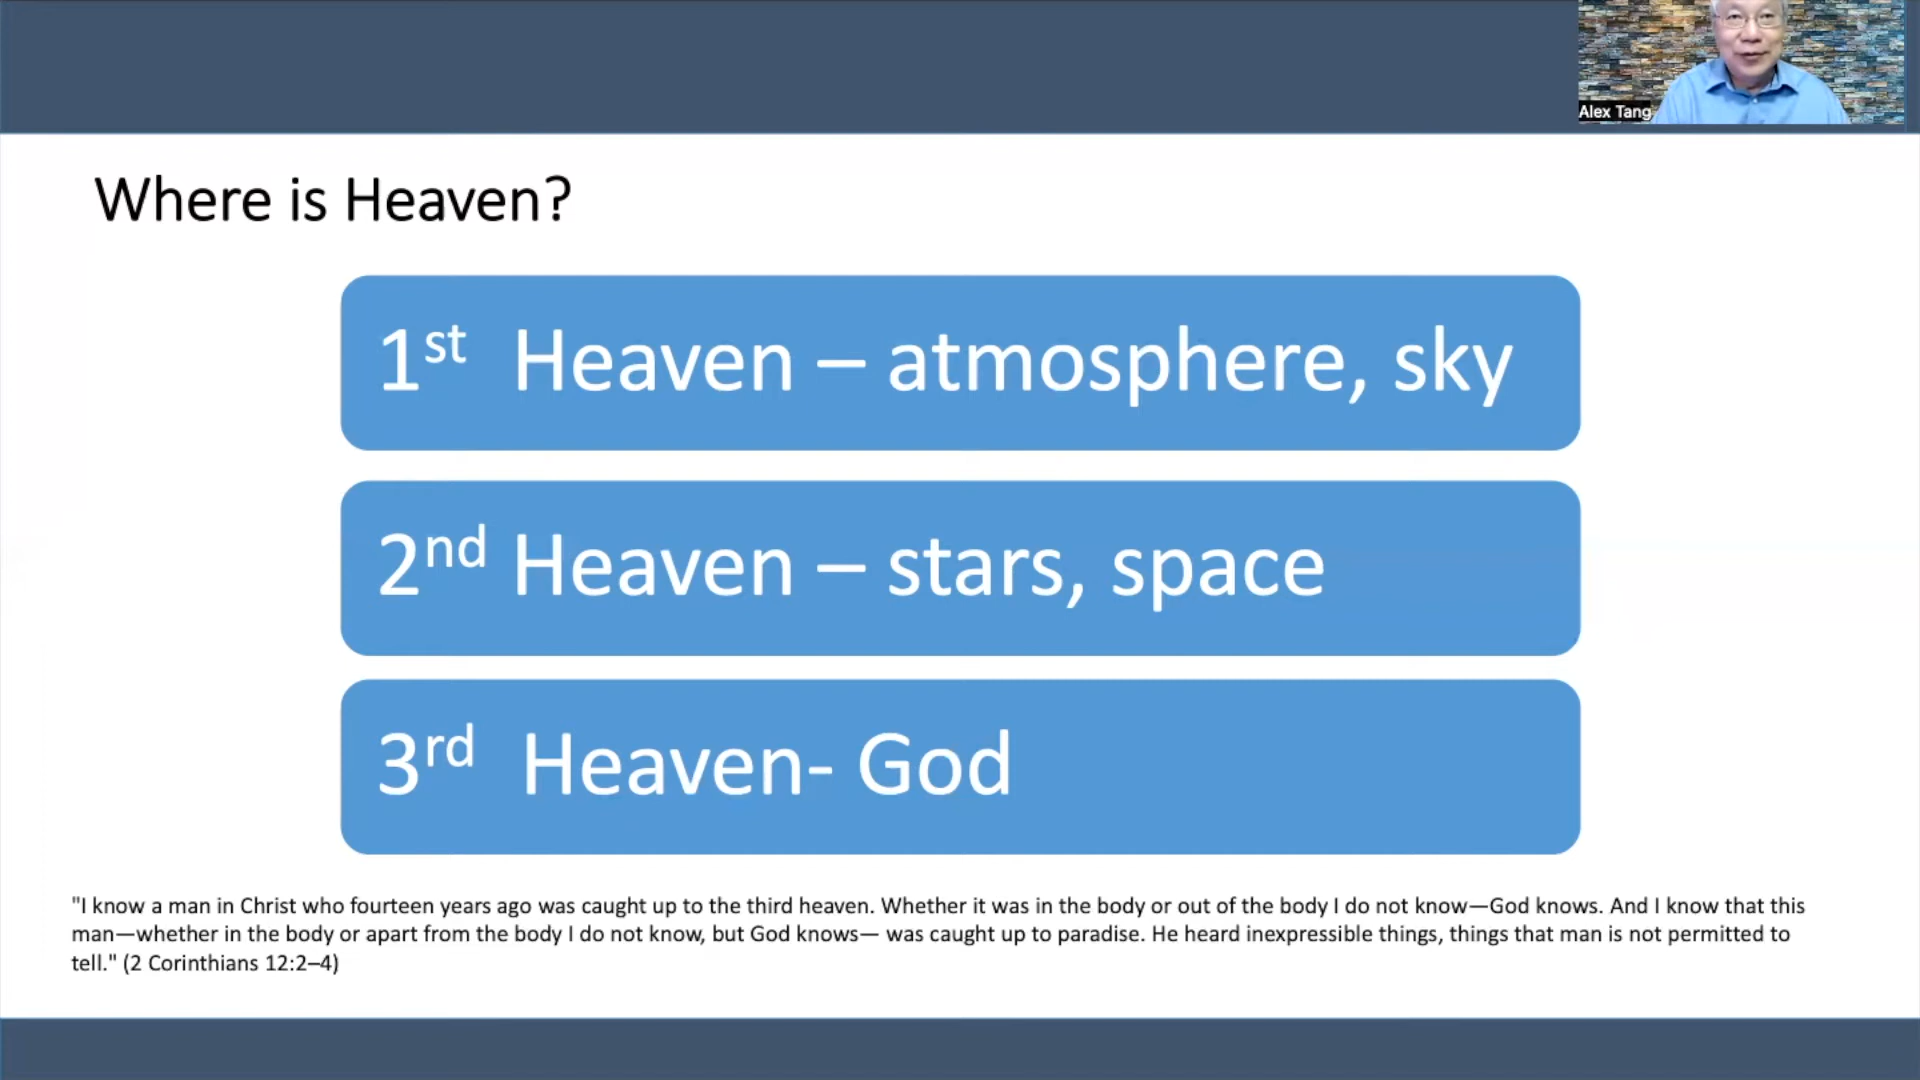 Alex Tang
Where is Heaven?
1st Heaven – atmosphere, sky
2nd Heaven – stars, space
3rd Heaven- God
"I know a man in Christ who fourteen years ago was caught up to the third heaven. Whether it was in the body or out of the body I do not know—God knows. And I know that this
man—whether in the body or apart from the body I do not know, but God knows— was caught up to paradise. He heard inexpressible things, things that man is not permitted to
tell." (2 Corinthians 12:2–4)